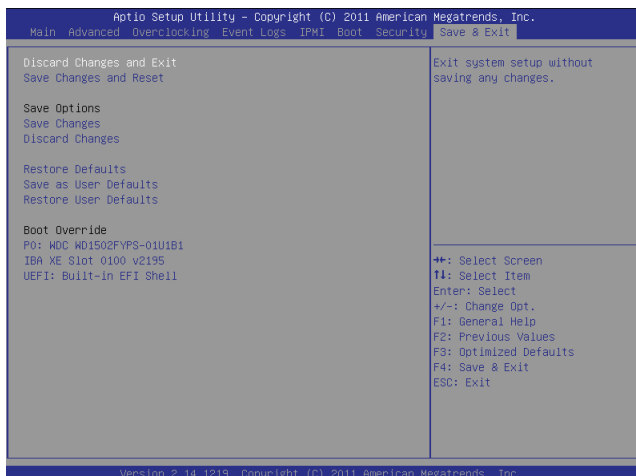 Aptio Setup Utility – Copyright (C) 2011 American Megatrends, Inc.
Main Advanced Overclocking Event Logs IPMI Boot Security Save & Exit
Discard Changes and Exit
Save Changes and Reset
Save Options
Save Changes
Discard Changes
Restore Defaults
Save as User Defaults
Restore User Defaults
Boot Override
P0: WDC WD1502FYPS-01U1B1
IBA XE Slot 0100 v2195
UEFI: Built-in EFI Shell
Exit system setup without
saving any changes.
→←: Select Screen
↑↓: Select Item
Enter: Select
+/-: Change Opt.
F1: General Help
F2: Previous Values
F3: Optimized Defaults
F4: Save & Exit
ESC: Exit
Version 2.14.1219. Copyright (C) 2011 American Megatrends, Inc.